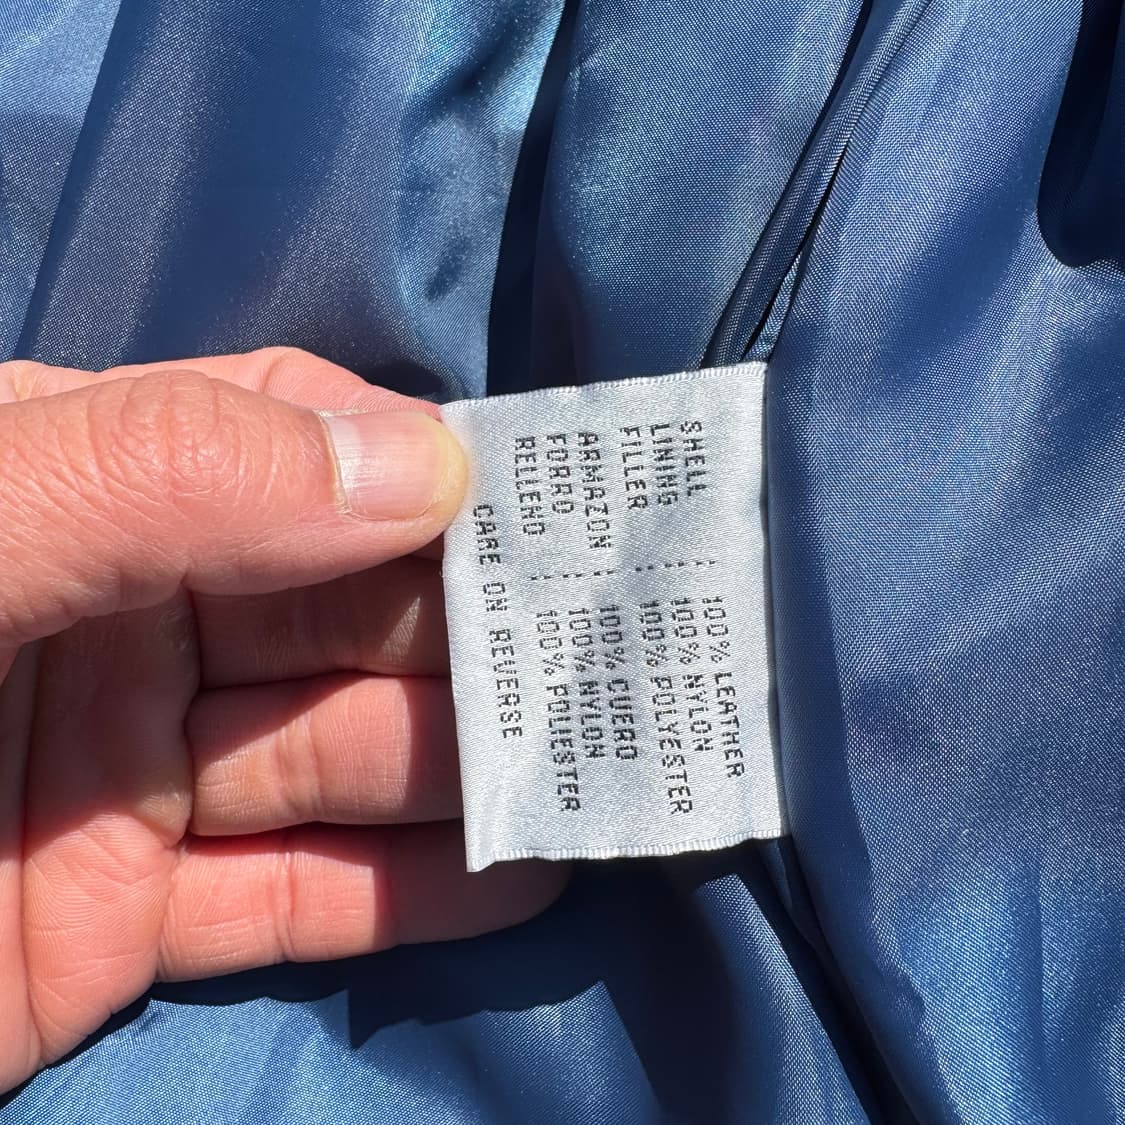 SHELL : 100% LEATHER
LINING : 100% NYLON
FILLER : 100% POLYESTER
ARMAZON : 100% CUERO
FORRO : 100% NYLON
RELLENO : 100% POLIESTER
CARE ON REVERSE